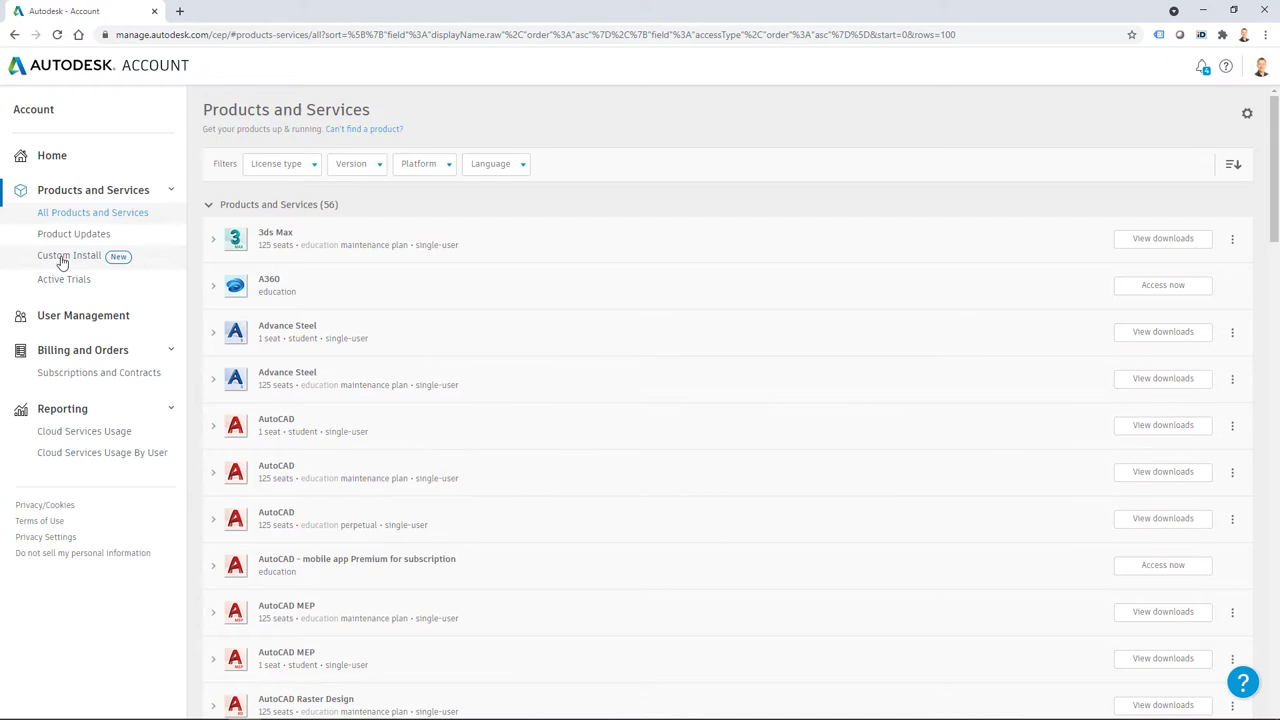 Autodesk - Account
manage.autodesk.com/cep/#products-services/all?sort=%5B%7B"field"%3A"displayName.raw"%2C"order"%3A"asc"%7D%2C%7B"field"%3A"accessType"%2C"order"%3A"asc"%7D%5D&start=0&rows=100
AUTODESK. ACCOUNT
4
Account
Home
Products and Services
All Products and Services
Product Updates
Custom Install New
Active Trials
User Management
Billing and Orders
Subscriptions and Contracts
Reporting
Cloud Services Usage
Cloud Services Usage By User
Privacy/Cookies
Terms of Use
Privacy Settings
Do not sell my personal information
Products and Services
Get your products up & running. Can't find a product?
Filters License type Version Platform Language
Products and Services (56)
3ds Max
125 seats • education maintenance plan • single-user
View downloads
A360
education
Access now
Advance Steel
1 seat • student • single-user
View downloads
Advance Steel
125 seats • education maintenance plan • single-user
View downloads
AutoCAD
1 seat • student • single-user
View downloads
AutoCAD
125 seats • education maintenance plan • single-user
View downloads
AutoCAD
125 seats • education perpetual • single-user
View downloads
AutoCAD - mobile app Premium for subscription
education
Access now
AutoCAD MEP
125 seats • education maintenance plan • single-user
View downloads
AutoCAD MEP
1 seat • student • single-user
View downloads
AutoCAD Raster Design
125 seats • education maintenance plan • single-user
View downloads
?